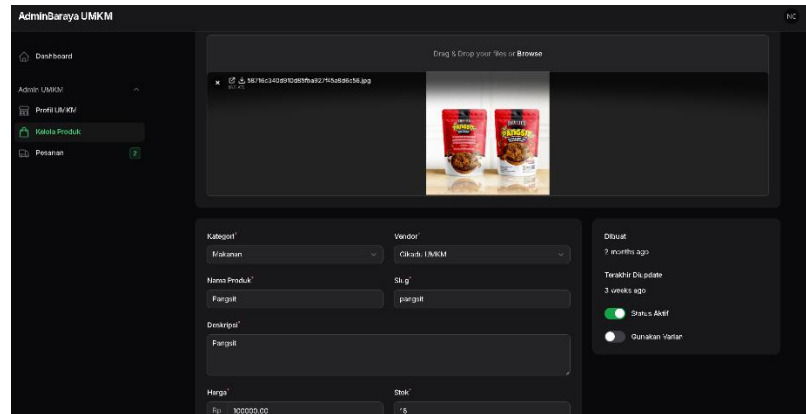 AdminBaraya UMKM
NC
Dashboard
Admin UMKM
Profil UMKM
Kelola Produk
Pesanan
2
Drag & Drop your files or Browse
Kategori*
Makanan
Vendor*
Cikadu UMKM
Nama Produk*
Pangsit
Slug*
pangsit
Deskripsi*
Pangsit
Harga*
Rp 100000.00
Stok*
Dibuat
2 months ago
Terakhir Diupdate
3 weeks ago
Status Aktif
Gunakan Varian